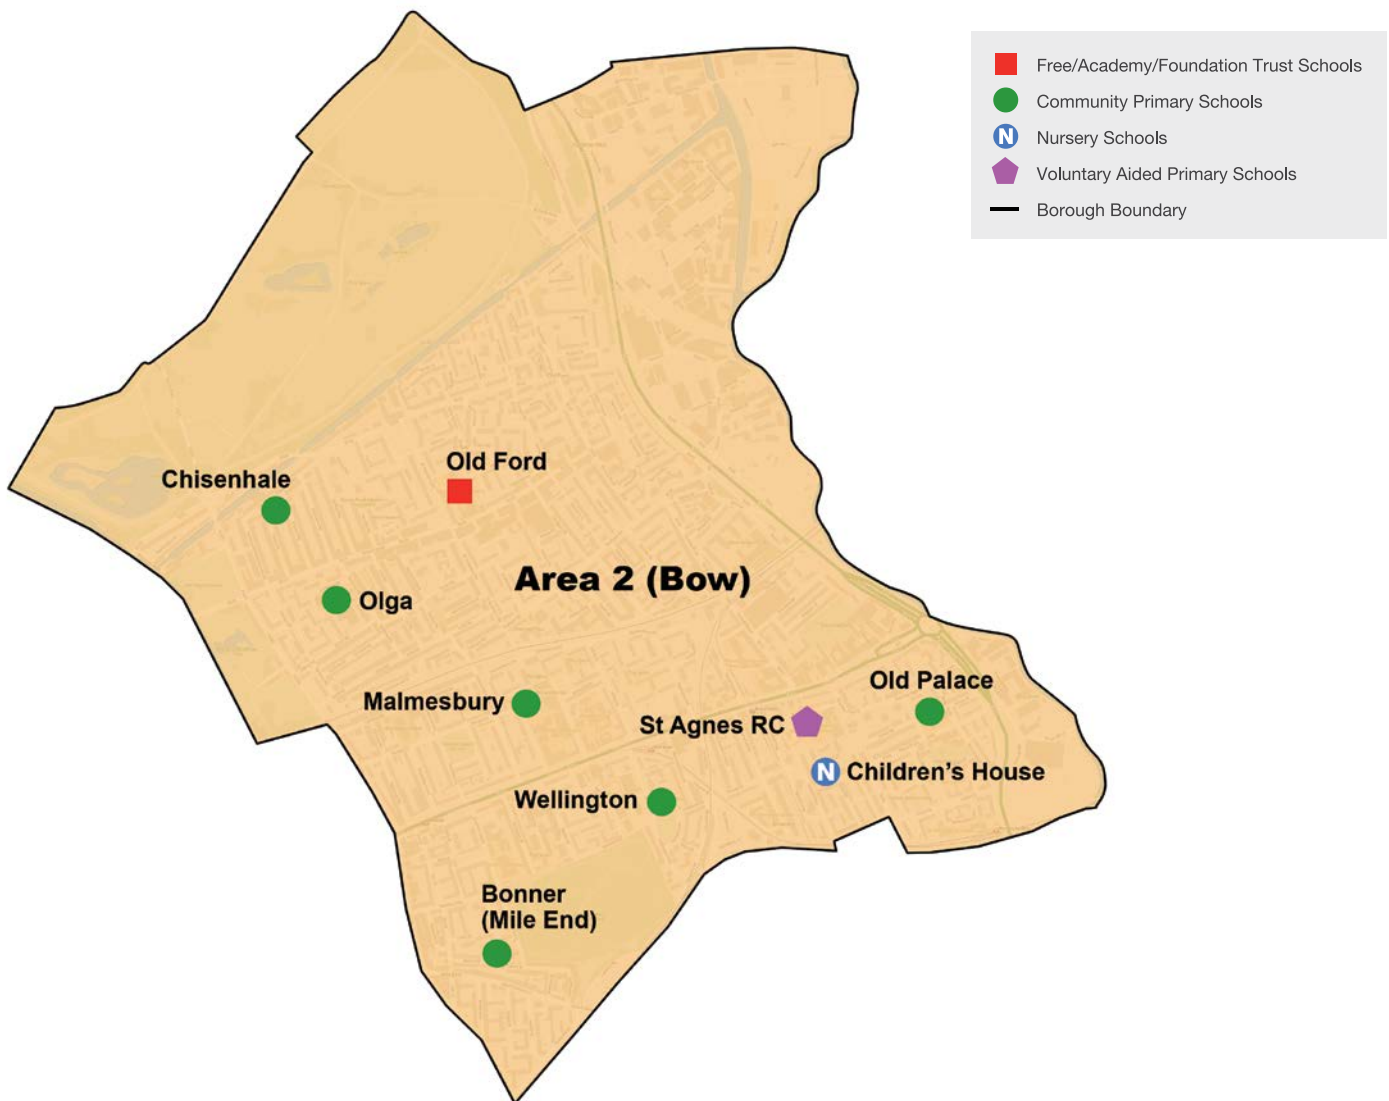 Free/Academy/Foundation Trust Schools
Community Primary Schools
N
Nursery Schools
Voluntary Aided Primary Schools
Borough Boundary
Old Ford
Chisenhale
Area 2 (Bow)
Olga
Old Palace
Malmesbury
St Agnes RC
N
Children's House
Wellington
Bonner
(Mile End)